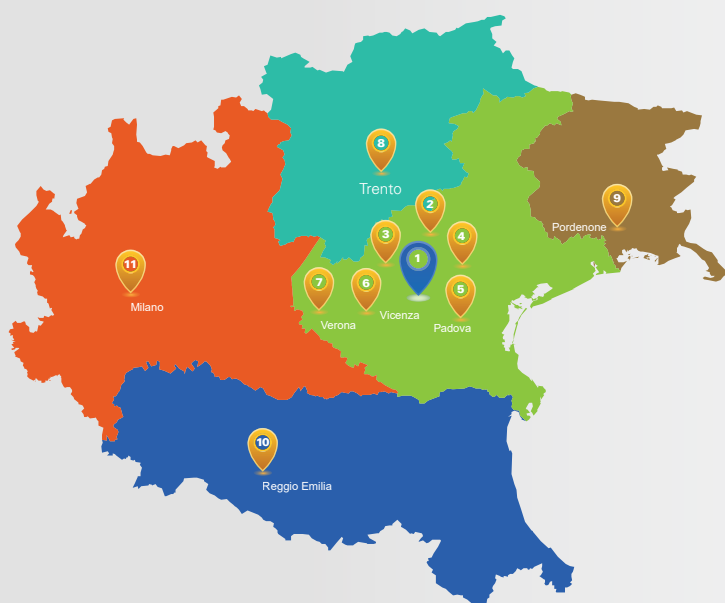 8
Trento
2
9
Pordenone
3
4
1
11
Milano
7
6
5
Verona
Vicenza
Padova
10
Reggio Emilia